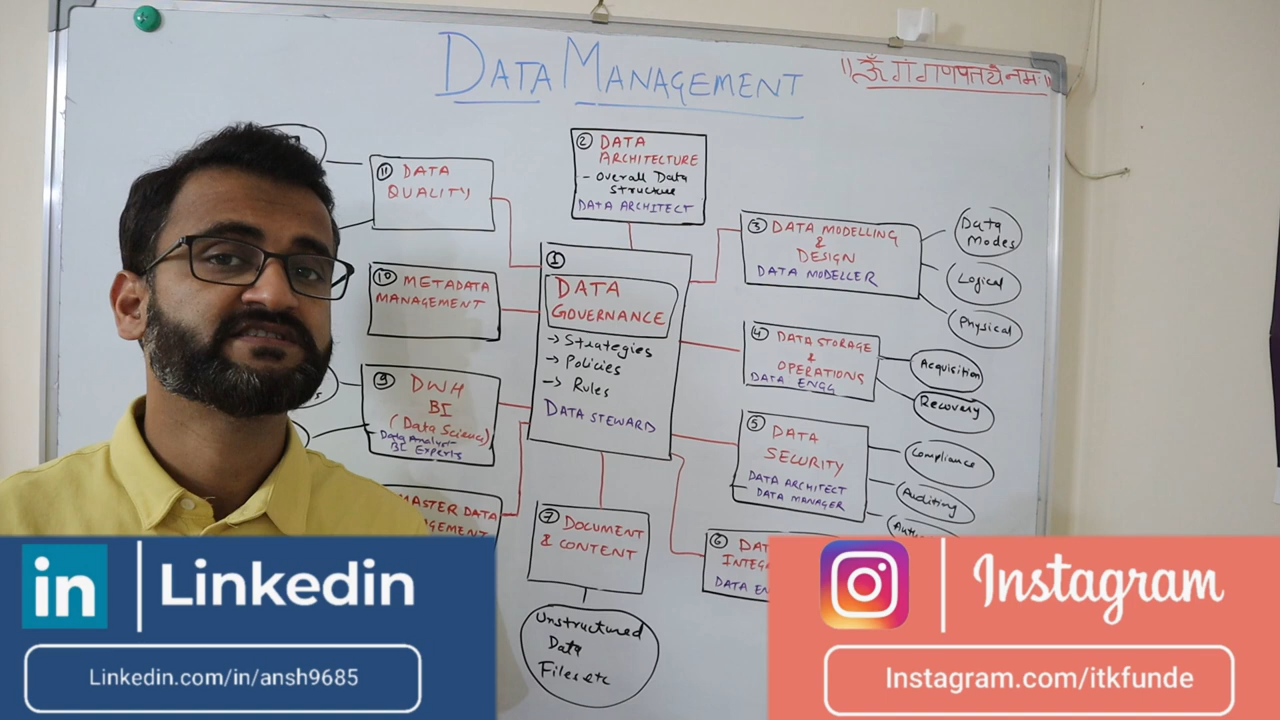 DATA MANAGEMENT
॥ ॐ गं गणपतये नमः ॥
② DATA
ARCHITECTURE
- Overall Data
Structure
DATA ARCHITECT
⑪ DATA
QUALITY
③ DATA MODELLING
&
DESIGN
DATA MODELLER
Data
Modes
Logical
Physical
① 
DATA
GOVERNANCE
→ Strategies
→ Policies
→ Rules
DATA STEWARD
⑩ METADATA
MANAGEMENT
④ DATA STORAGE
&
OPERATIONS
DATA ENGG
Acquisition
Recovery
⑨ DWH
BI
(Data Science)
Data Analyst
BI Experts
⑤ DATA
SECURITY
DATA ARCHITECT
DATA MANAGER
Compliance
Auditing
MASTER DATA
⑦ DOCUMENT
& CONTENT
Unstructured
Data
Files etc
⑥
in Linkedin
Linkedin.com/in/ansh9685
Instagram
Instagram.com/itkfunde